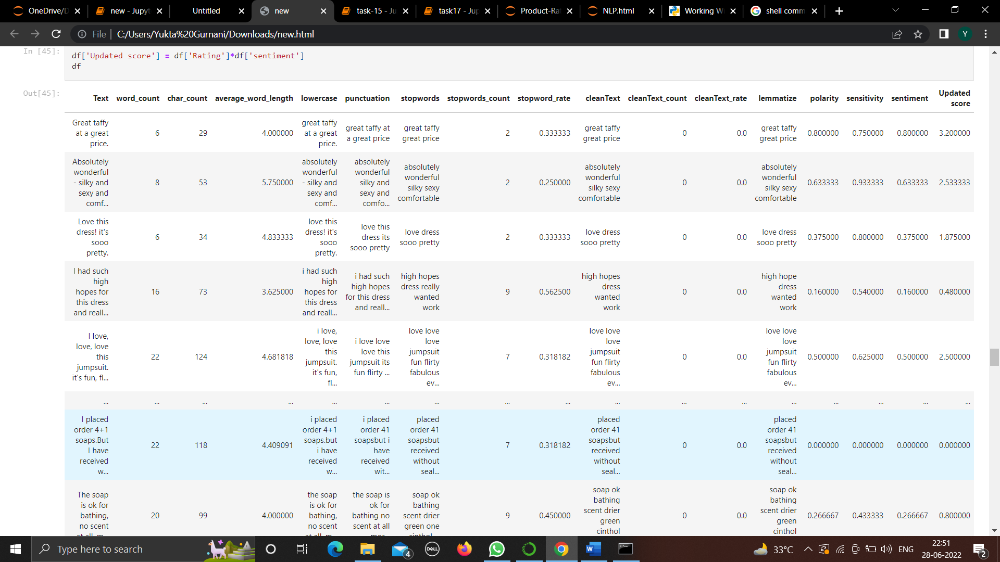 OneDrive/D
new - Jupyt
Untitled
new
task-15 - Ju
task17 - Jup
Product-Rat
NLP.html
Working Wi
shell comm
File
C:/Users/Yukta%20Gurnani/Downloads/new.html
Y
In [45]:
df['Updated score'] = df['Rating']*df['sentiment']
df
Out[45]:
Text word_count char_count average_word_length lowercase punctuation stopwords stopwords_count stopword_rate cleanText cleanText_count cleanText_rate lemmatize polarity sensitivity sentiment Updated
score
Great taffy
at a great
price.
6
29
4.000000
great taffy
at a great
price.
great taffy at
a great price
great taffy
great price
2
0.333333
great taffy
great price
0
0.0
great taffy
great price
0.800000
0.750000
0.800000
3.200000
Absolutely
wonderful
- silky and
sexy and
comf...
8
53
5.750000
absolutely
wonderful
- silky and
sexy and
comf...
absolutely
wonderful
silky and
sexy and
comfo...
absolutely
wonderful
silky sexy
comfortable
2
0.250000
absolutely
wonderful
silky sexy
comfortable
0
0.0
absolutely
wonderful
silky sexy
comfortable
0.633333
0.933333
0.633333
2.533333
Love this
dress! it's
sooo
pretty.
6
34
4.833333
love this
dress! it's
sooo
pretty.
love this
dress its
sooo pretty
love dress
sooo pretty
2
0.333333
love dress
sooo pretty
0
0.0
love dress
sooo pretty
0.375000
0.800000
0.375000
1.875000
I had such
high
hopes for
this dress
and reall...
16
73
3.625000
i had such
high
hopes for
this dress
and reall...
i had such
high hopes
for this dress
and reall...
high hopes
dress really
wanted
work
9
0.562500
high hopes
dress
wanted
work
0
0.0
high hope
dress
wanted
work
0.160000
0.540000
0.160000
0.480000
I love,
love, love
this
jumpsuit.
it's fun, fl...
22
124
4.681818
i love,
love, love
this
jumpsuit.
it's fun,
fl...
i love love
love this
jumpsuit its
fun flirty ...
love love
love
jumpsuit
fun flirty
fabulous
ev...
7
0.318182
love love
love
jumpsuit
fun flirty
fabulous
ev...
0
0.0
love love
love
jumpsuit
fun flirty
fabulous
ev...
0.500000
0.625000
0.500000
2.500000
... ... ... ... ... ... ... ... ... ... ... ... ... ... ... ... ...
I placed
order 4+1
soaps.But
I have
received
w...
22
118
4.409091
i placed
order 4+1
soaps.but
i have
received
w...
i placed
order 41
soapsbut i
have
received
wit...
placed
order 41
soapsbut
received
without
seal...
7
0.318182
placed
order 41
soapsbut
received
without
seal...
0
0.0
placed
order 41
soapsbut
received
without
seal...
0.000000
0.000000
0.000000
0.000000
The soap
is ok for
bathing,
no scent
20
99
4.000000
the soap
is ok for
bathing,
no scent
the soap is
ok for
bathing no
scent at all
soap ok
bathing
scent drier
green one
9
0.450000
soap ok
bathing
scent drier
green
cinthol
0
0.0
soap ok
bathing
scent drier
green
cinthol
0.266667
0.433333
0.266667
0.800000
Type here to search
4
DELL
W
33°C
ENG
22:51
28-06-2022
2